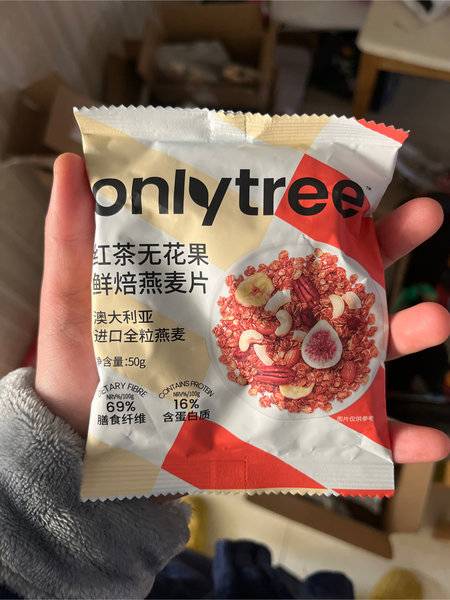 onlytree™
红茶无花果
鲜焙燕麦片
澳大利亚
进口全粒燕麦
净含量:50g
DIETARY FIBRE
NRV%/100g
69%
膳食纤维
CONTAINS PROTEIN
NRV%/100g
16%
含蛋白质
图片仅供参考